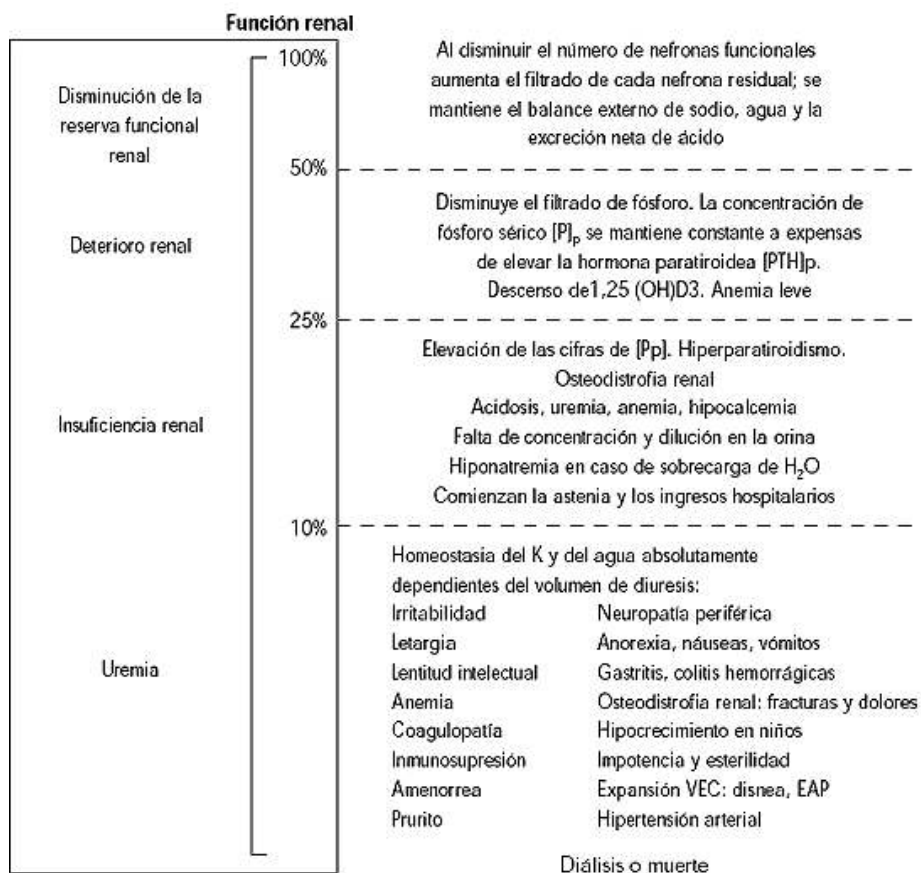 Función renal
100%
Disminución de la
reserva funcional
renal
Al disminuir el número de nefronas funcionales
aumenta el filtrado de cada nefrona residual; se
mantiene el balance externo de sodio, agua y la
excreción neta de ácido
50%
Deterioro renal
Disminuye el filtrado de fósforo. La concentración de
fósforo sérico [P]p se mantiene constante a expensas
de elevar la hormona paratiroidea [PTH]p.
Descenso de1,25 (OH)D3. Anemia leve
25%
Insuficiencia renal
Elevación de las cifras de [Pp]. Hiperparatiroidismo.
Osteodistrofia renal
Acidosis, uremia, anemia, hipocalcemia
Falta de concentración y dilución en la orina
Hiponatremia en caso de sobrecarga de H2O
Comienzan la astenia y los ingresos hospitalarios
10%
Uremia
Homeostasía del K y del agua absolutamente
dependientes del volumen de diuresis:
Irritabilidad Neuropatía periférica
Letargia Anorexia, náuseas, vómitos
Lentitud intelectual Gastritis, colitis hemorrágicas
Anemia Osteodistrofia renal: fracturas y dolores
Coagulopatía Hipocrecimiento en niños
Inmunosupresión Impotencia y esterilidad
Amenorrea Expansión VEC: disnea, EAP
Prurito Hipertensión arterial
Diálisis o muerte